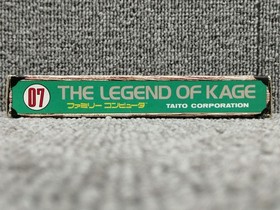 07
THE LEGEND OF KAGE
ファミリー コンピュータ
TAITO CORPORATION